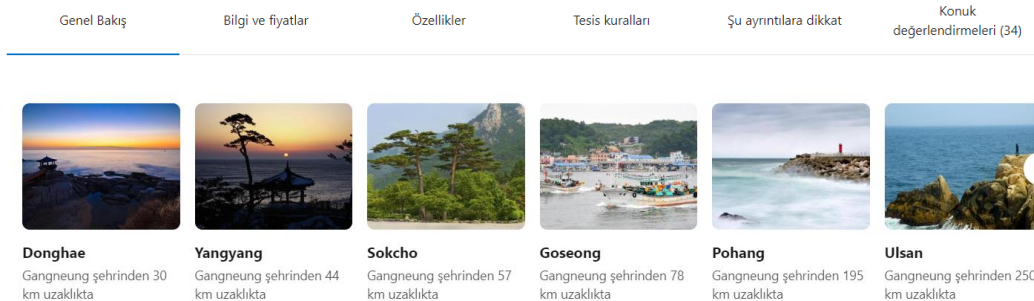 Genel Bakış
Bilgi ve fiyatlar
Özellikler
Tesis kuralları
Şu ayrıntılara dikkat
Konuk
değerlendirmeleri (34)
Donghae
Gangneung şehrinden 30
km uzaklıkta
Yangyang
Gangneung şehrinden 44
km uzaklıkta
Sokcho
Gangneung şehrinden 57
km uzaklıkta
Goseong
Gangneung şehrinden 78
km uzaklıkta
Pohang
Gangneung şehrinden 195
km uzaklıkta
Ulsan
Gangneung şehrinden 250
km uzaklıkta